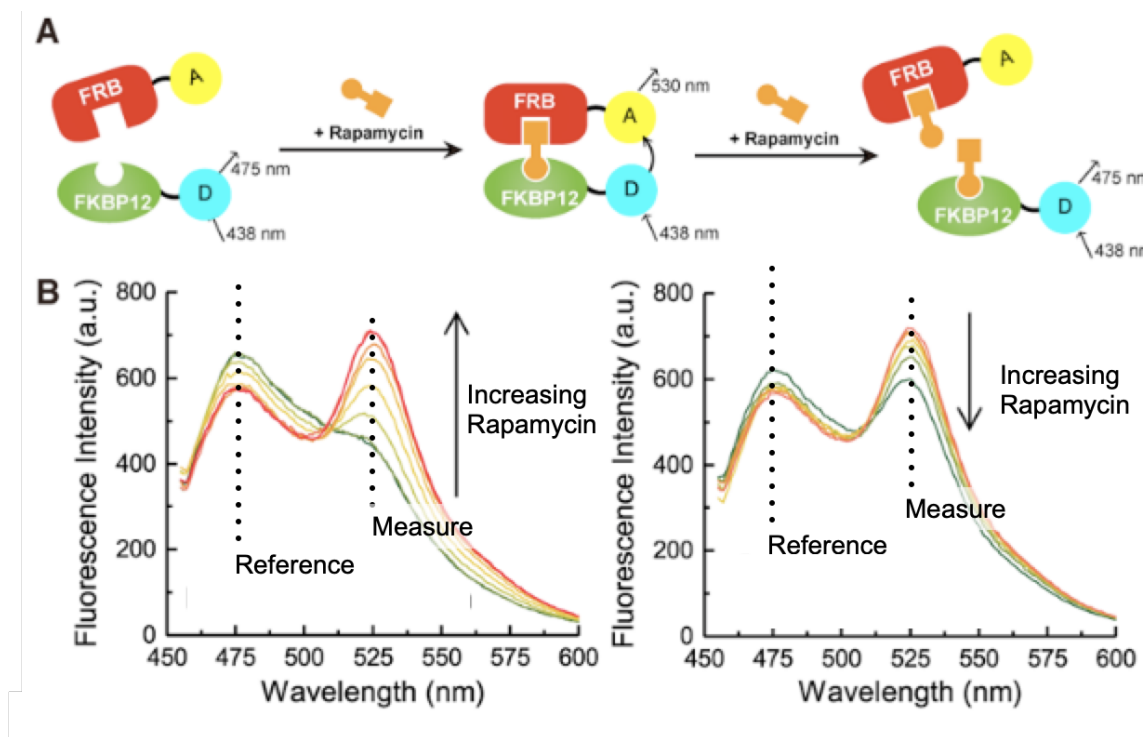 A
FRB
A
FKBP12
D
475 nm
438 nm
+ Rapamycin
FRB
A
530 nm
FKBP12
D
438 nm
+ Rapamycin
FRB
A
FKBP12
D
475 nm
438 nm
B
Fluorescence Intensity (a.u.)
800
600
400
200
0
450 475 500 525 550 575 600
Wavelength (nm)
Increasing
Rapamycin
Measure
Reference
Fluorescence Intensity (a.u.)
800
600
400
200
0
450 475 500 525 550 575 600
Wavelength (nm)
Increasing
Rapamycin
Measure
Reference